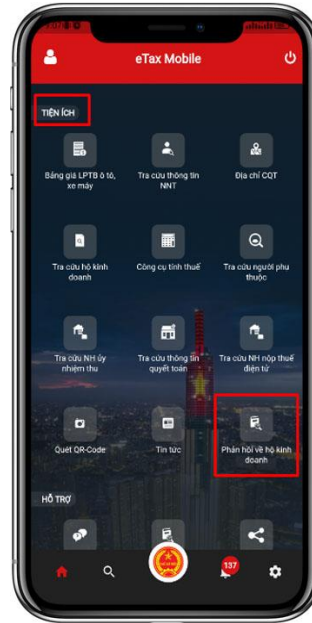 eTax Mobile
TIỆN ÍCH
Bảng giá LPTB ô tô,
xe máy
Tra cứu thông tin
NNT
Địa chỉ CQT
Tra cứu hộ kinh
doanh
Công cụ tính thuế
Tra cứu người phụ
thuộc
Tra cứu NH ủy
nhiệm thu
Tra cứu thông tin
quyết toán
Tra cứu NH nộp thuế
điện tử
Quét QR-Code
Tin tức
Phản hồi về hộ kinh
doanh
HỖ TRỢ
137